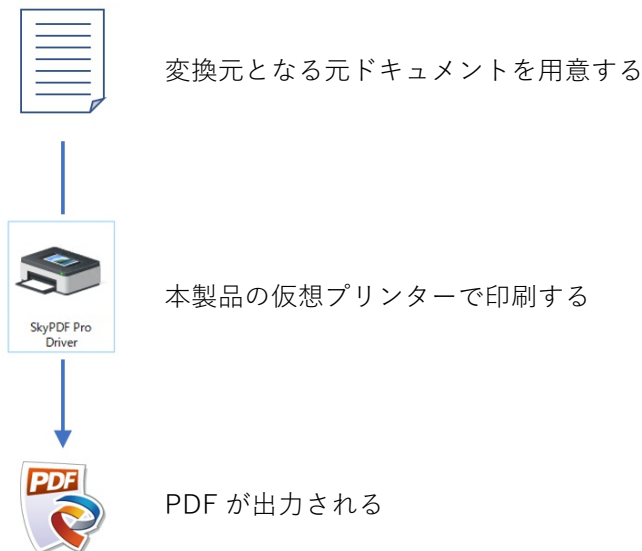 変換元となる元ドキュメントを用意する
SkyPDF Pro
Driver
本製品の仮想プリンターで印刷する
PDF
PDF が出力される